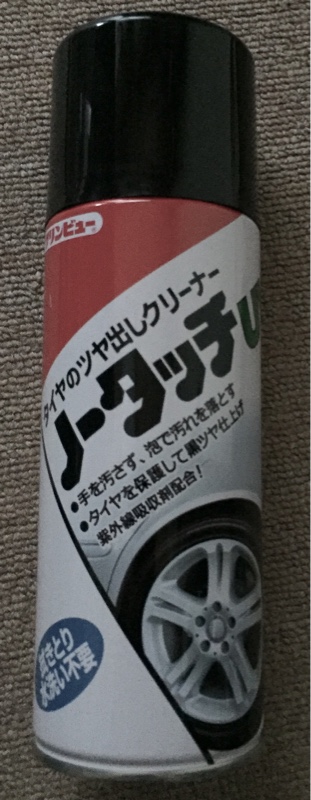 クリンビュー®
タイヤのツヤ出しクリーナー
ノータッチU
・手を汚さず、泡で汚れを落とす
・タイヤを保護して黒ツヤ仕上げ
紫外線吸収剤配合!
拭きとり
水洗い不要